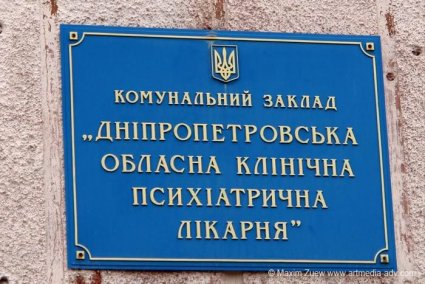 КОМУНАЛЬНИЙ ЗАКЛАД
„ДНІПРОПЕТРОВСЬКА
ОБЛАСНА КЛІНІЧНА
ПСИХІАТРИЧНА
ЛІКАРНЯ”
© Maxim Zuew www.artmedia-adv.com